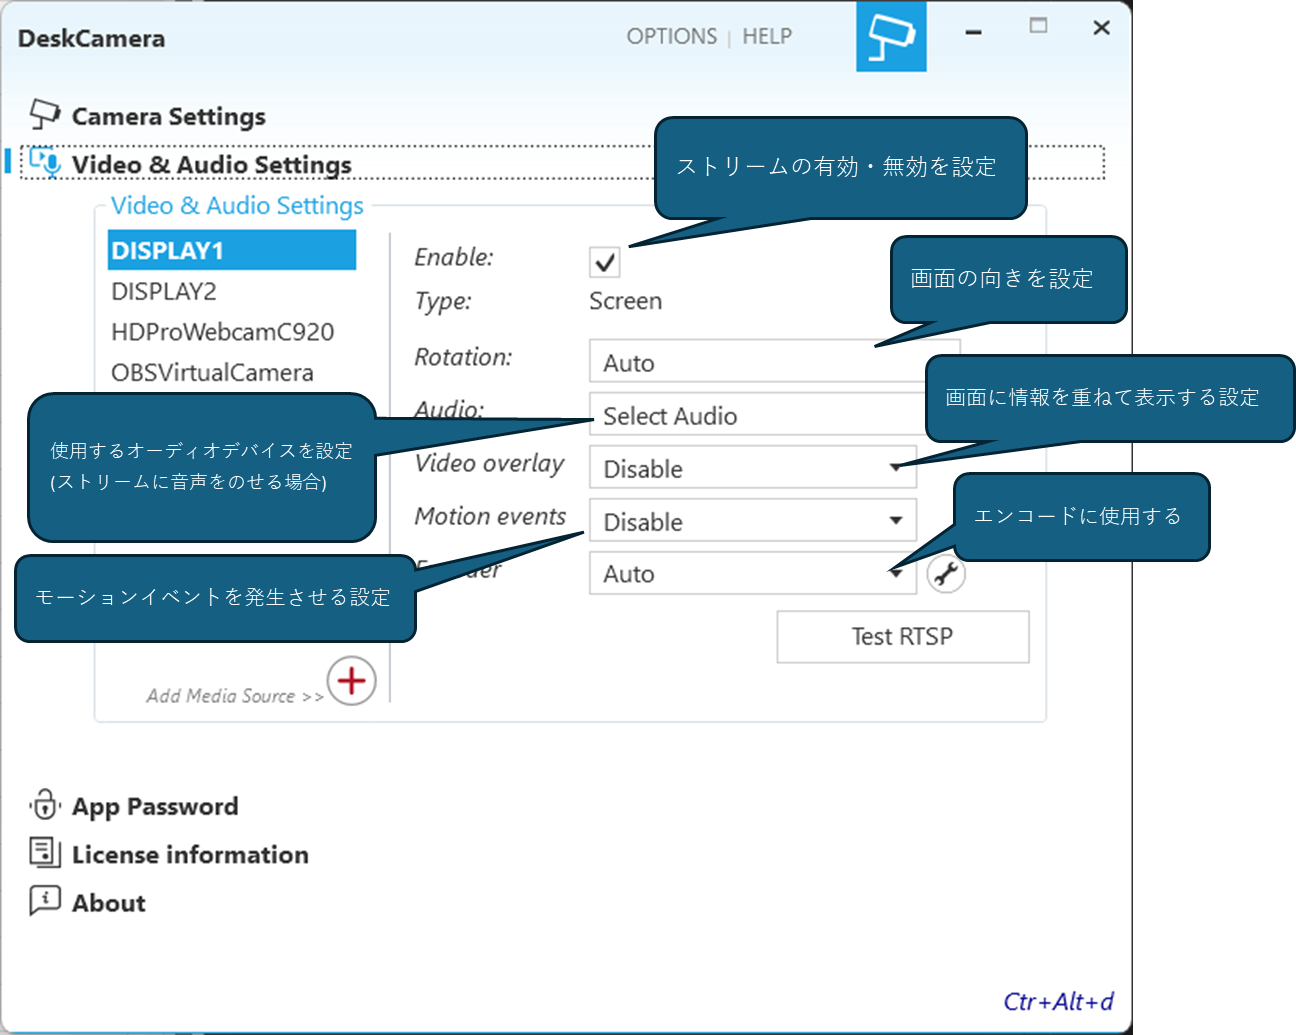 DeskCamera
OPTIONS | HELP
Camera Settings
Video & Audio Settings
ストリームの有効・無効を設定
Video & Audio Settings
DISPLAY1
DISPLAY2
HDProWebcamC920
OBSVirtualCamera
Enable:
Type: Screen
画面の向きを設定
Rotation: Auto
画面に情報を重ねて表示する設定
Audio: Select Audio
使用するオーディオデバイスを設定
(ストリームに音声をのせる場合)
Video overlay Disable
Motion events Disable
エンコードに使用する
Auto
モーションイベントを発生させる設定
Test RTSP
Add Media Source >>
App Password
License information
About
Ctr+Alt+d